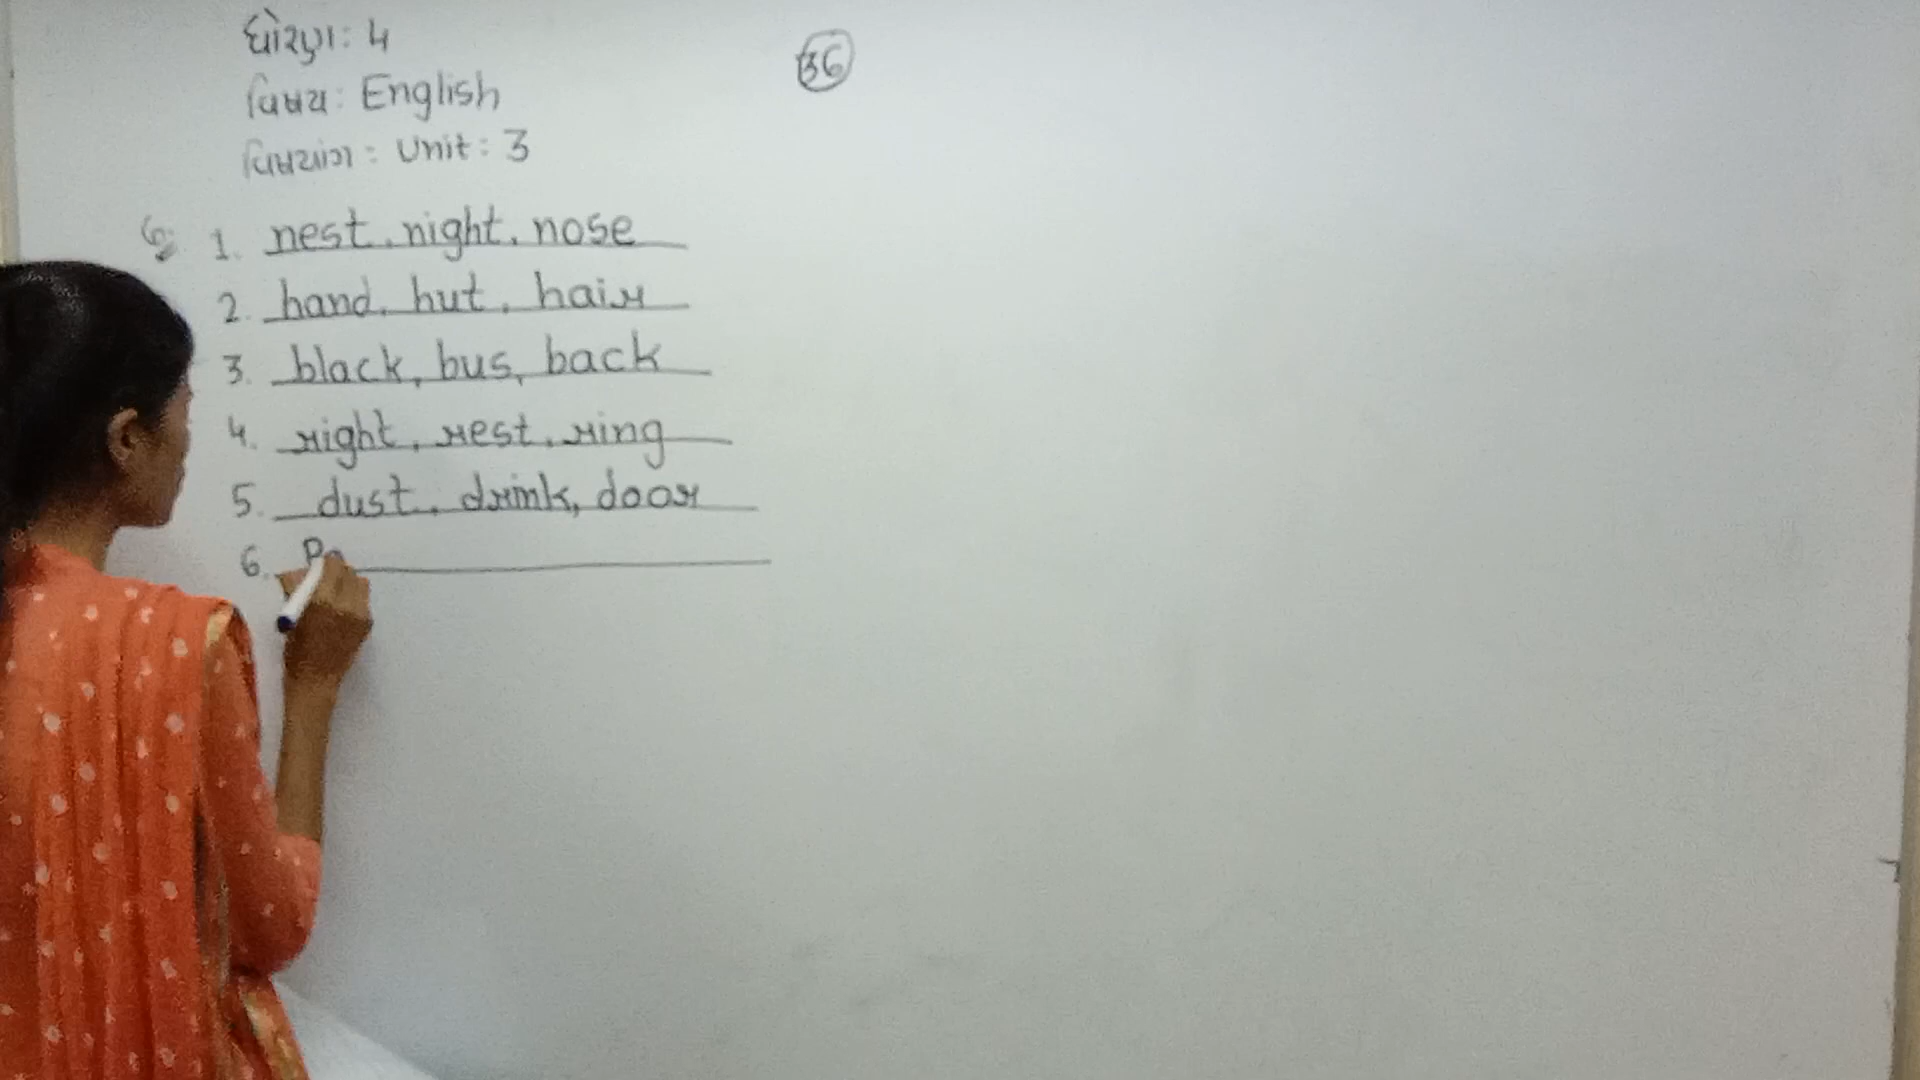 ધોરણ: 4
36
વિષય: English
વિષયાંગ: Unit: 3
1. nest, night, nose
2. hand, hut, hair
3. black, bus, back
4. right, rest, ring
5. dust, drink, door
6.